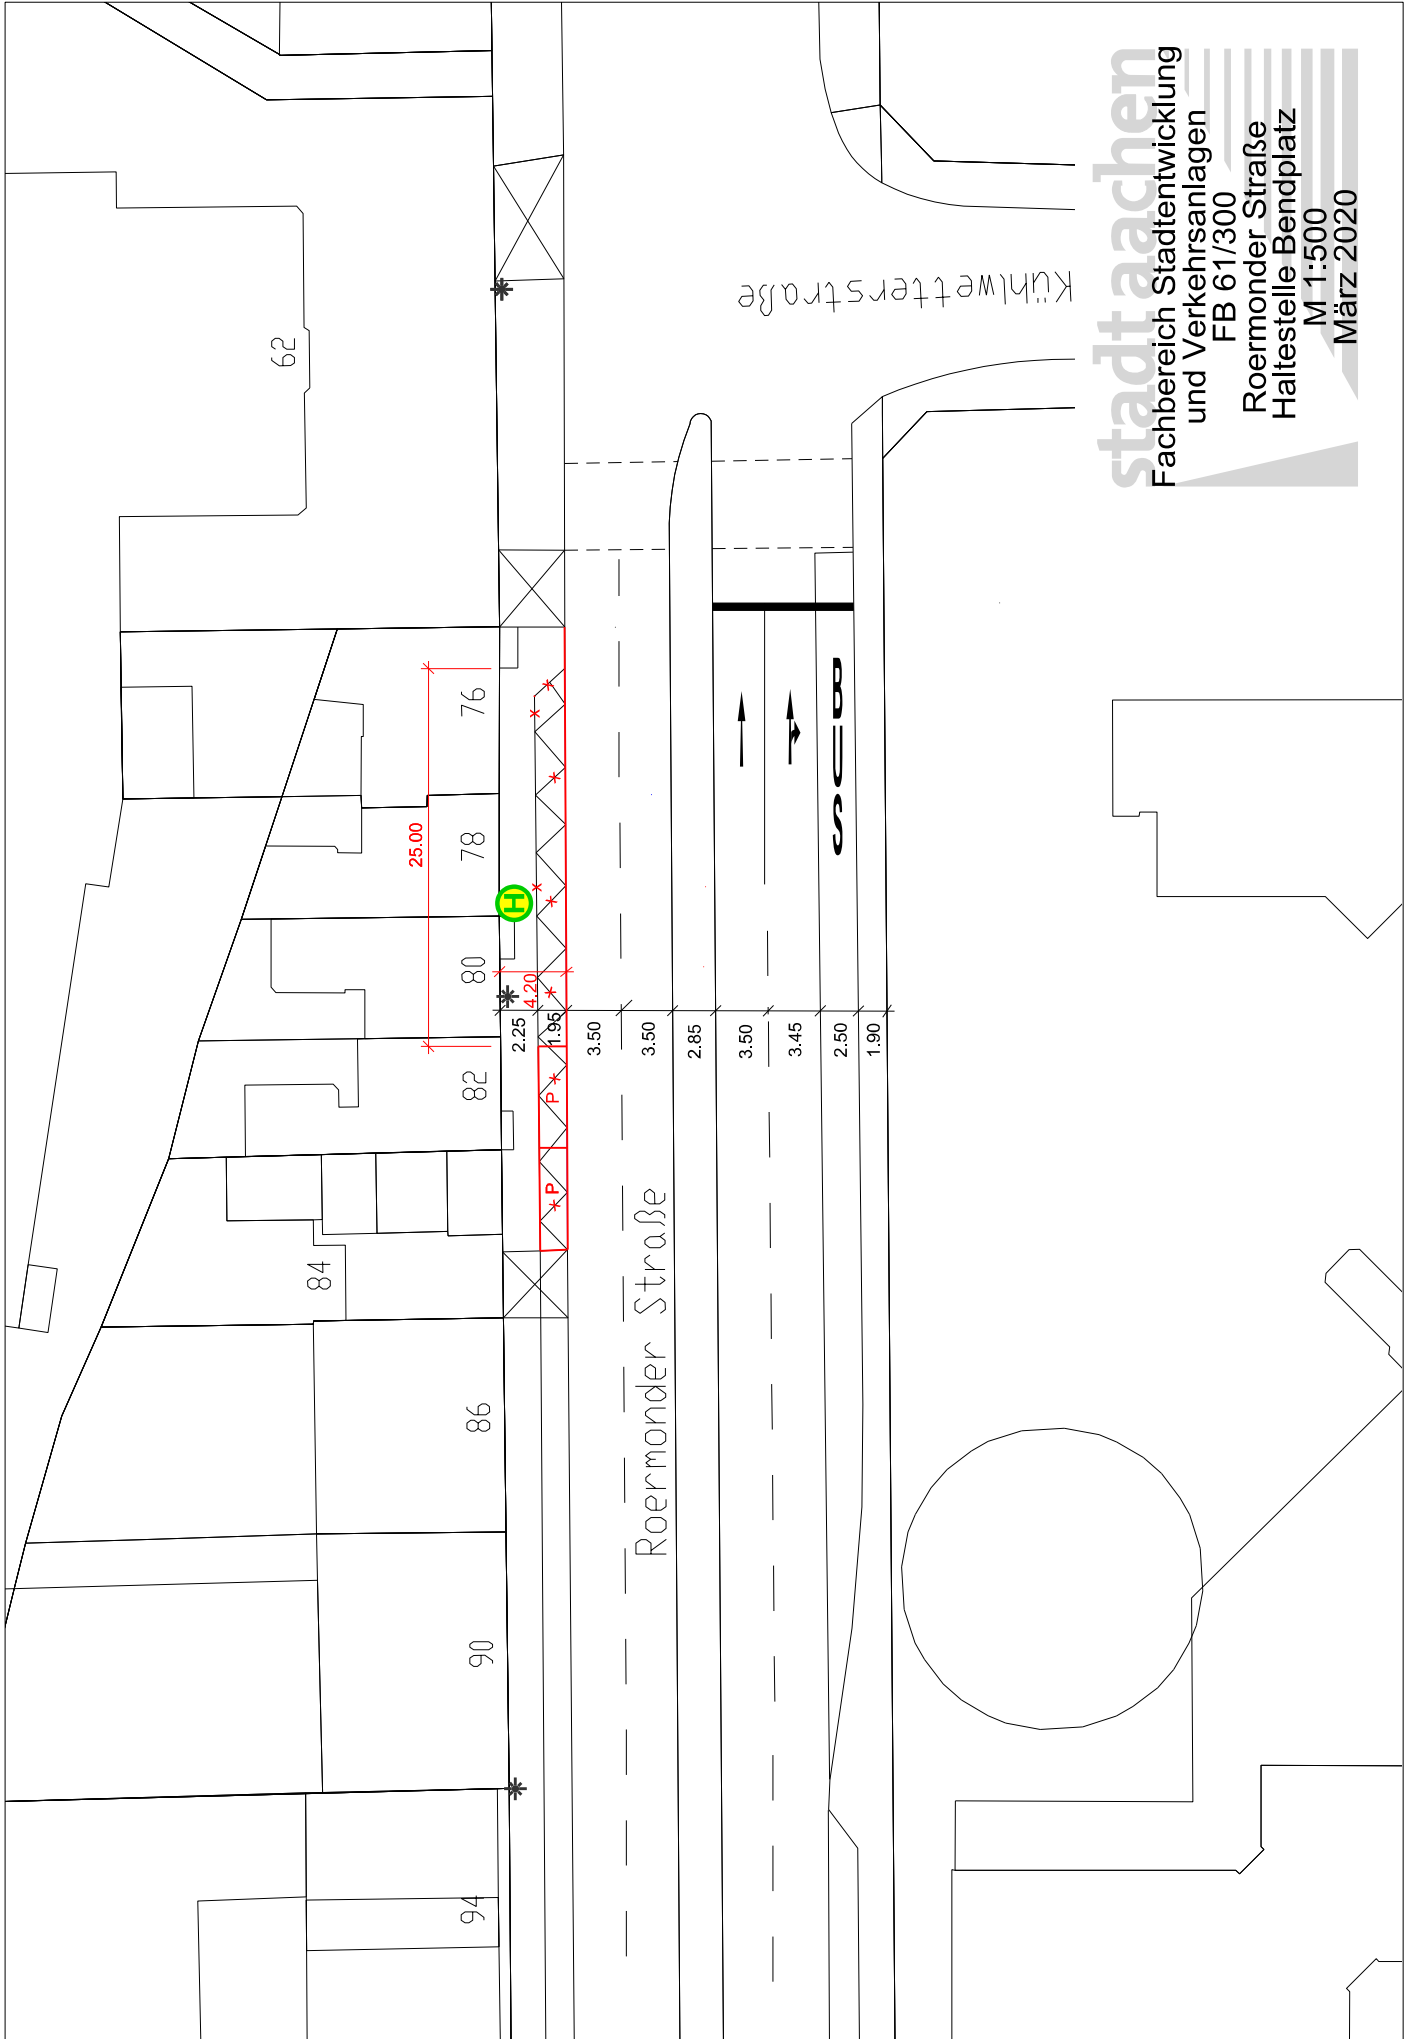 stadtaachen
Fachbereich Stadtentwicklung
und Verkehrsanlagen
FB 61/300
Roermonder Straße
Haltestelle Bendplatz
M 1:500
März 2020
Kühlwetterstraße
Roermonder Straße
62
76
78
80
82
84
86
90
94
25.00
H
4.20
2.25
1.95
3.50
3.50
2.85
3.50
3.45
2.50
1.90
P
P
BUS